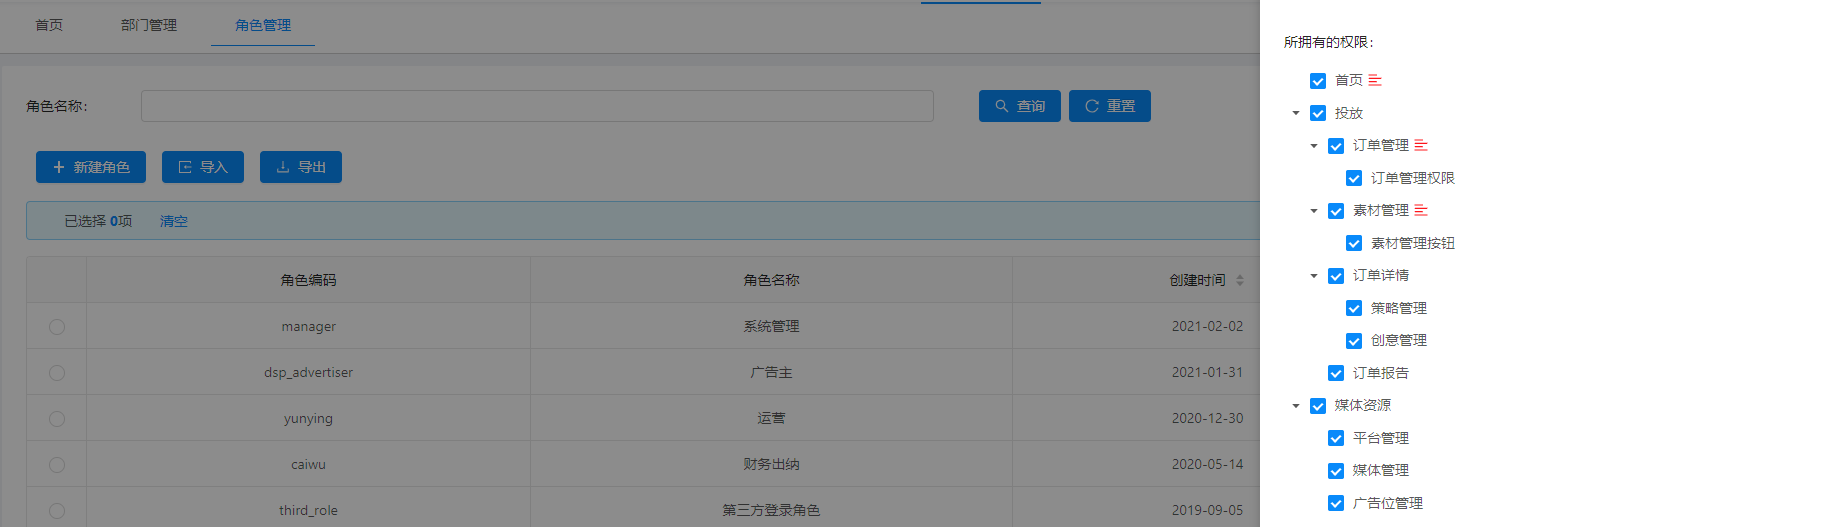 首页 部门管理 角色管理
角色名称：
查询 重置
新建角色 导入 导出
已选择 0项 清空
角色编码 角色名称 创建时间
manager 系统管理 2021-02-02
dsp_advertiser 广告主 2021-01-31
yunying 运营 2020-12-30
caiwu 财务出纳 2020-05-14
third_role 第三方登录角色 2019-09-05
所拥有的权限：
首页
投放
订单管理
订单管理权限
素材管理
素材管理按钮
订单详情
策略管理
创意管理
订单报告
媒体资源
平台管理
媒体管理
广告位管理